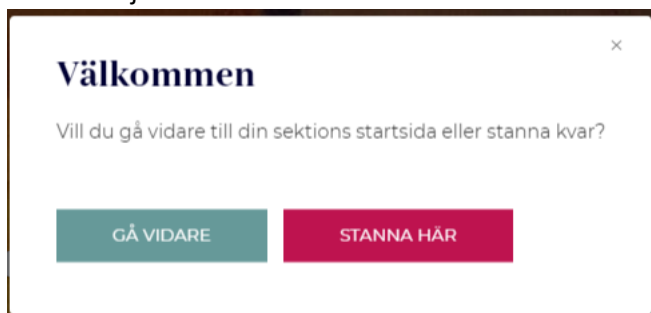 ×
Välkommen
Vill du gå vidare till din sektions startsida eller stanna kvar?
GÅ VIDARE
STANNA HÄR